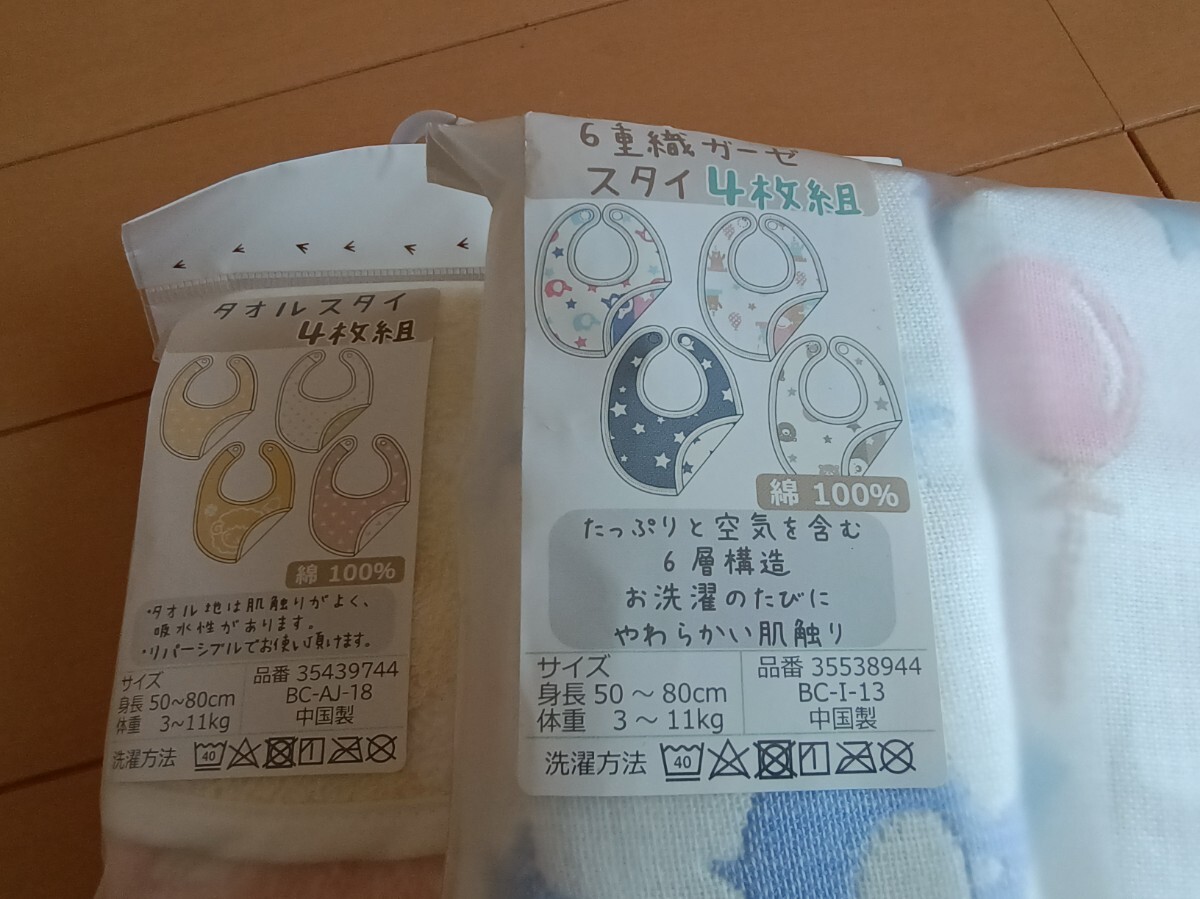 タオルスタイ
4枚組
綿 100%
・タオル地は肌触りがよく、
吸水性があります。
・リバーシブルでお使い頂けます。
サイズ
身長 50~80cm
体重 3~11kg
品番 35439744
BC-AJ-18
中国製
洗濯方法
40
6重織ガーゼ
スタイ 4枚組
綿 100%
たっぷりと空気を含む
6層構造
お洗濯のたびに
やわらかい肌触り
サイズ
身長 50 ～ 80cm
体重 3 ～ 11kg
品番 35538944
BC-I-13
中国製
洗濯方法
40